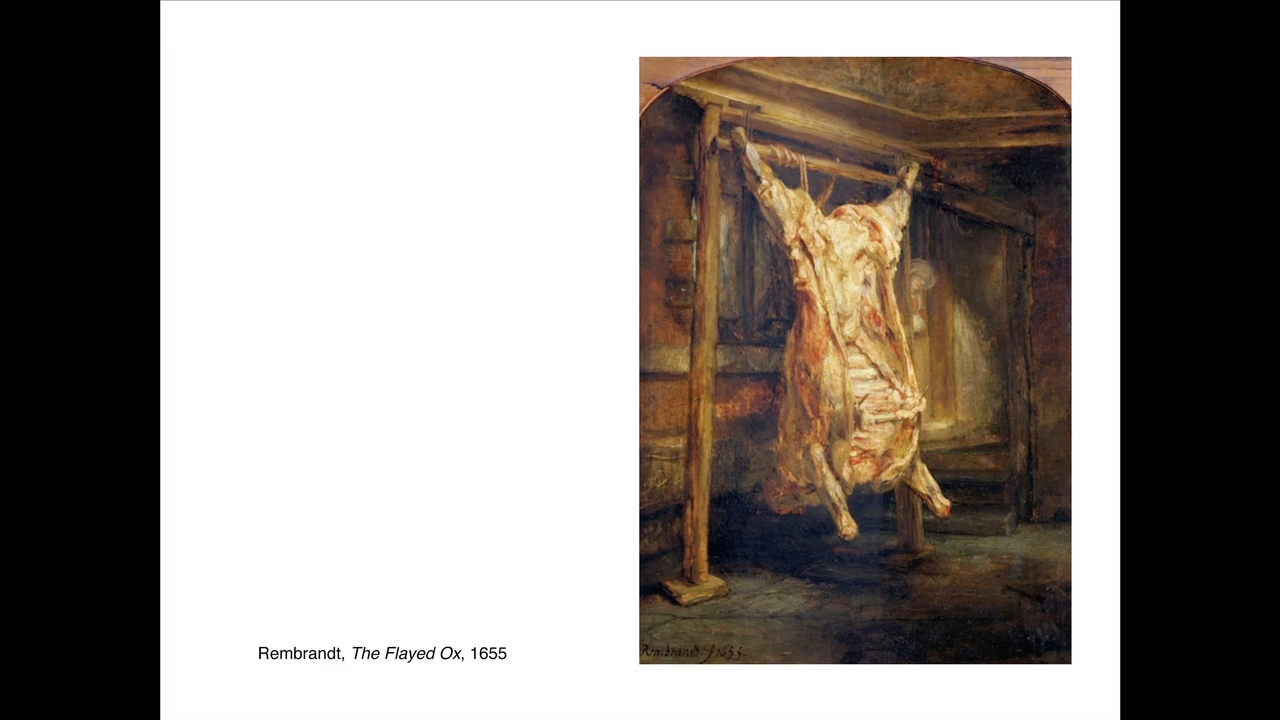 Rembrandt, The Flayed Ox, 1655
Rembrandt f 1655.